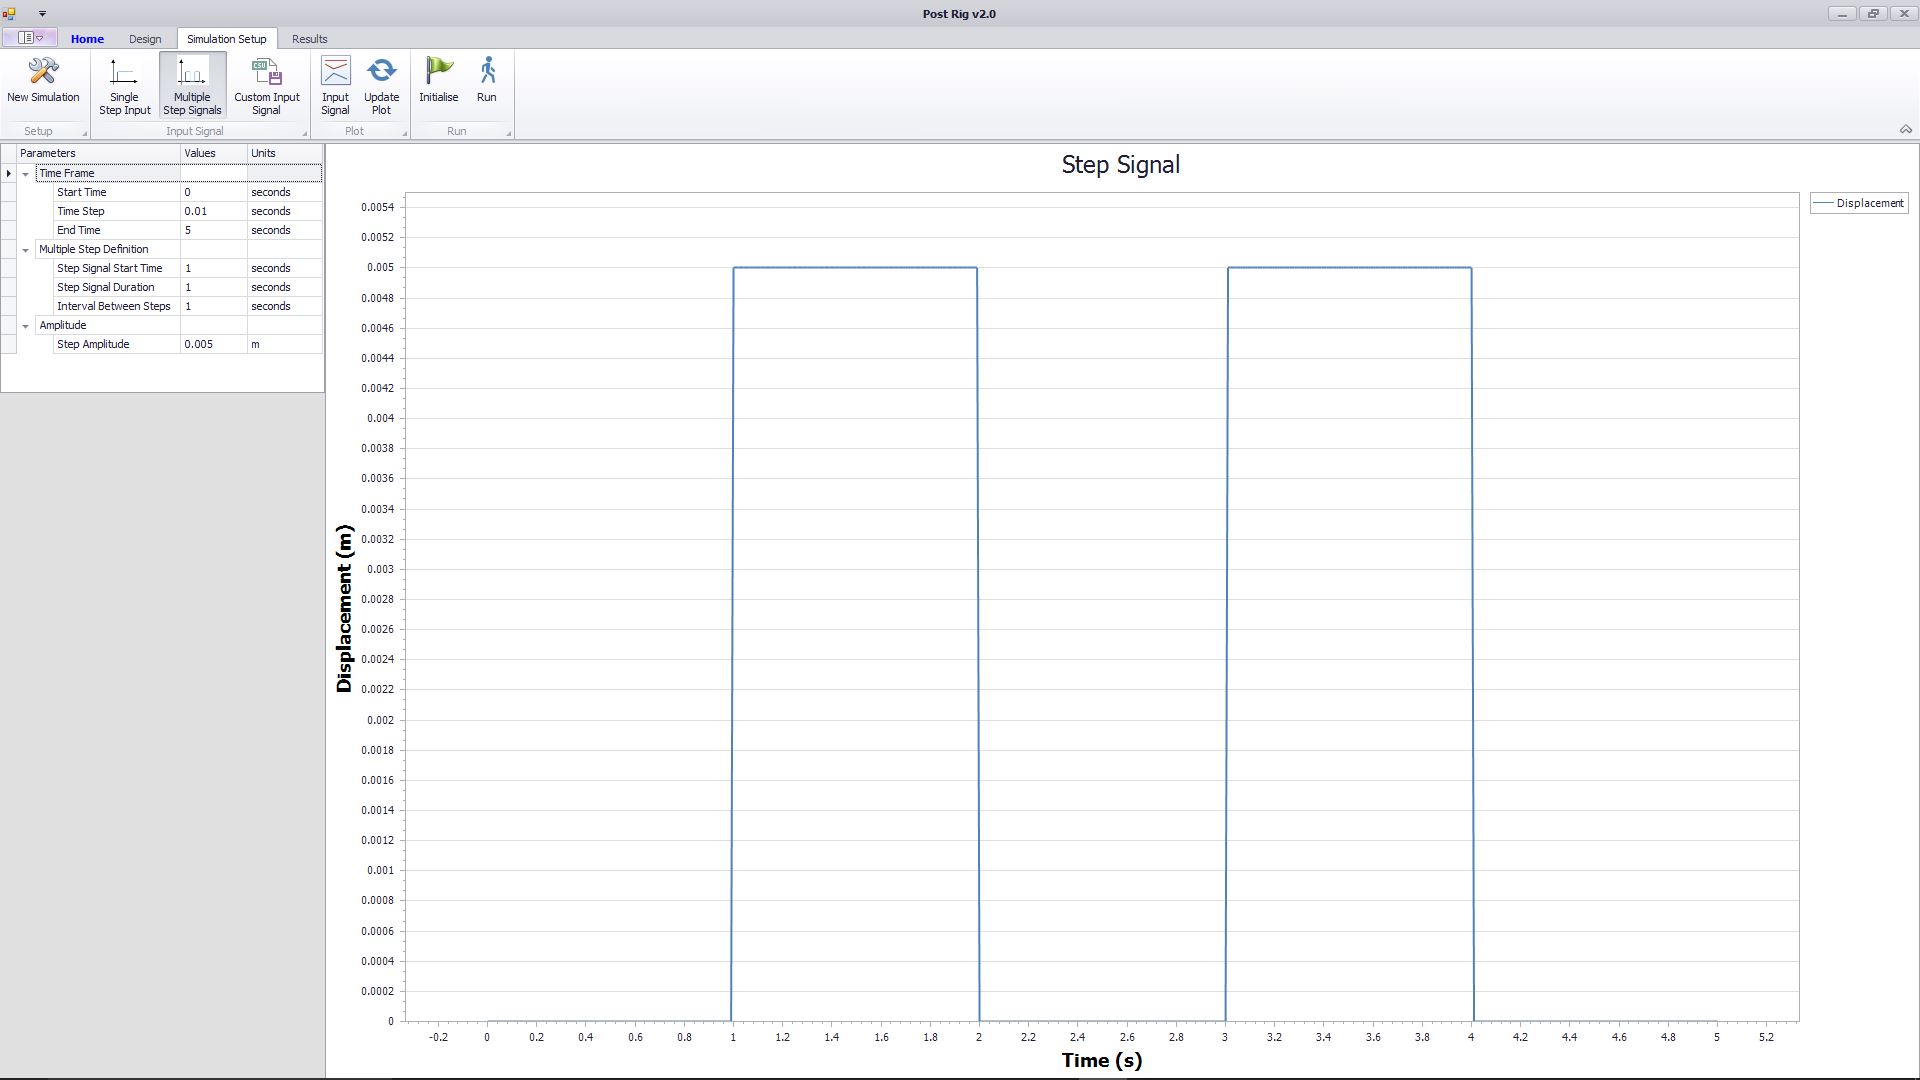 Post Rig v2.0
Home Design Simulation Setup Results
New Simulation
Single
Step Input
Multiple
Step Signals
CSV
Custom Input
Signal
Input
Signal
Update
Plot
Initialise
Run
Setup Input Signal Plot Run
Parameters Values Units
Time Frame
Start Time 0 seconds
Time Step 0.01 seconds
End Time 5 seconds
Multiple Step Definition
Step Signal Start Time 1 seconds
Step Signal Duration 1 seconds
Interval Between Steps 1 seconds
Amplitude
Step Amplitude 0.005 m
Step Signal
Displacement
Displacement (m)
0.0054
0.0052
0.005
0.0048
0.0046
0.0044
0.0042
0.004
0.0038
0.0036
0.0034
0.0032
0.003
0.0028
0.0026
0.0024
0.0022
0.002
0.0018
0.0016
0.0014
0.0012
0.001
0.0008
0.0006
0.0004
0.0002
0
-0.2 0 0.2 0.4 0.6 0.8 1 1.2 1.4 1.6 1.8 2 2.2 2.4 2.6 2.8 3 3.2 3.4 3.6 3.8 4 4.2 4.4 4.6 4.8 5 5.2
Time (s)